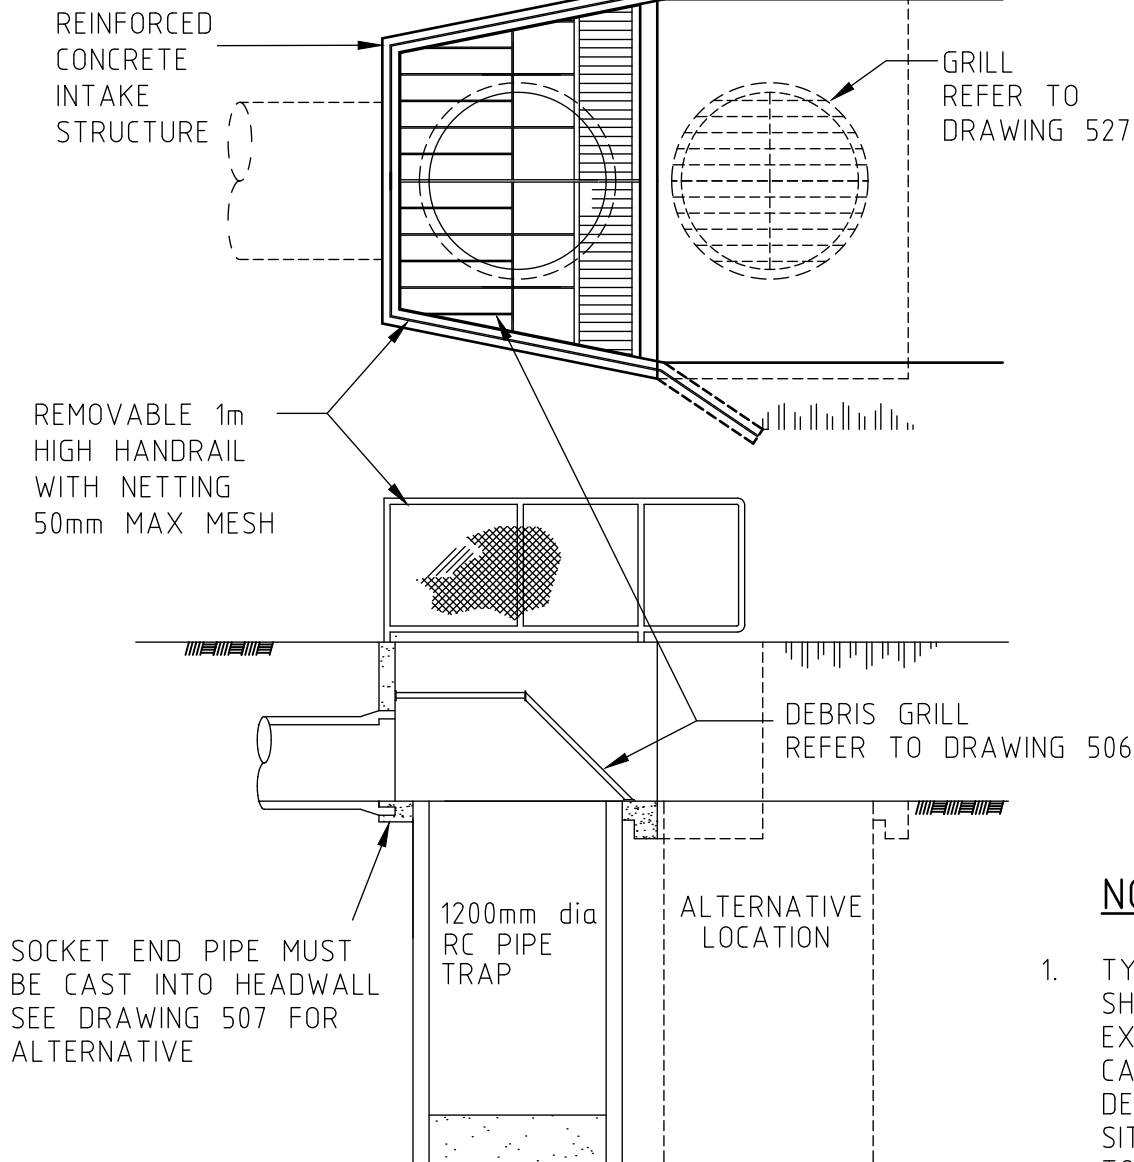 REINFORCED
CONCRETE
INTAKE
STRUCTURE
GRILL
REFER TO
DRAWING 527
REMOVABLE 1m
HIGH HANDRAIL
WITH NETTING
50mm MAX MESH
DEBRIS GRILL
REFER TO DRAWING 506
1200mm dia
RC PIPE
TRAP
ALTERNATIVE
LOCATION
SOCKET END PIPE MUST
BE CAST INTO HEADWALL
SEE DRAWING 507 FOR
ALTERNATIVE
1.